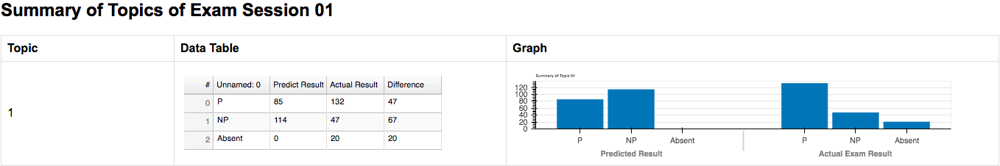 Summary of Topics of Exam Session 01
Topic Data Table Graph
1
# Unnamed: 0 Predict Result Actual Result Difference
0 P 85 132 47
1 NP 114 47 67
2 Absent 0 20 20
Summary of Topic 01
120
100
80
60
40
20
0
P NP Absent P NP Absent
Predicted Result Actual Exam Result